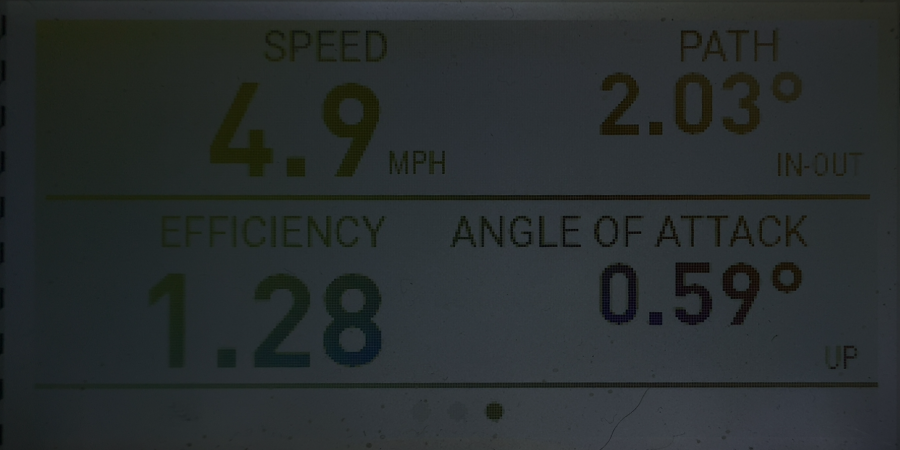 SPEED
4.9 MPH
PATH
2.03°
IN-OUT
EFFICIENCY
1.28
ANGLE OF ATTACK
0.59°
UP